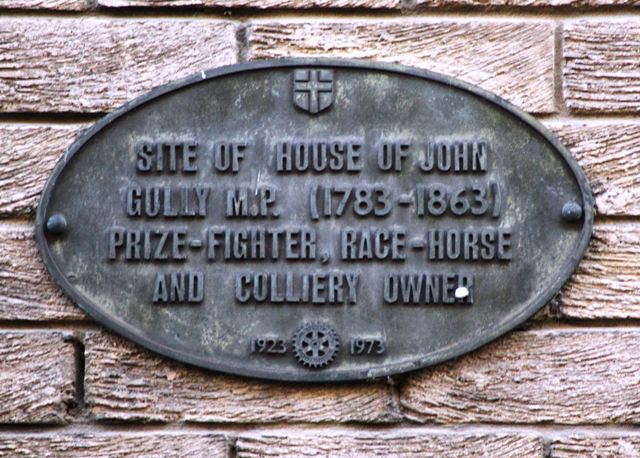 SITE OF HOUSE OF JOHN
GULLY M.P. (1783-1863)
PRIZE-FIGHTER, RACE-HORSE
AND COLLIERY OWNER
1923 1973